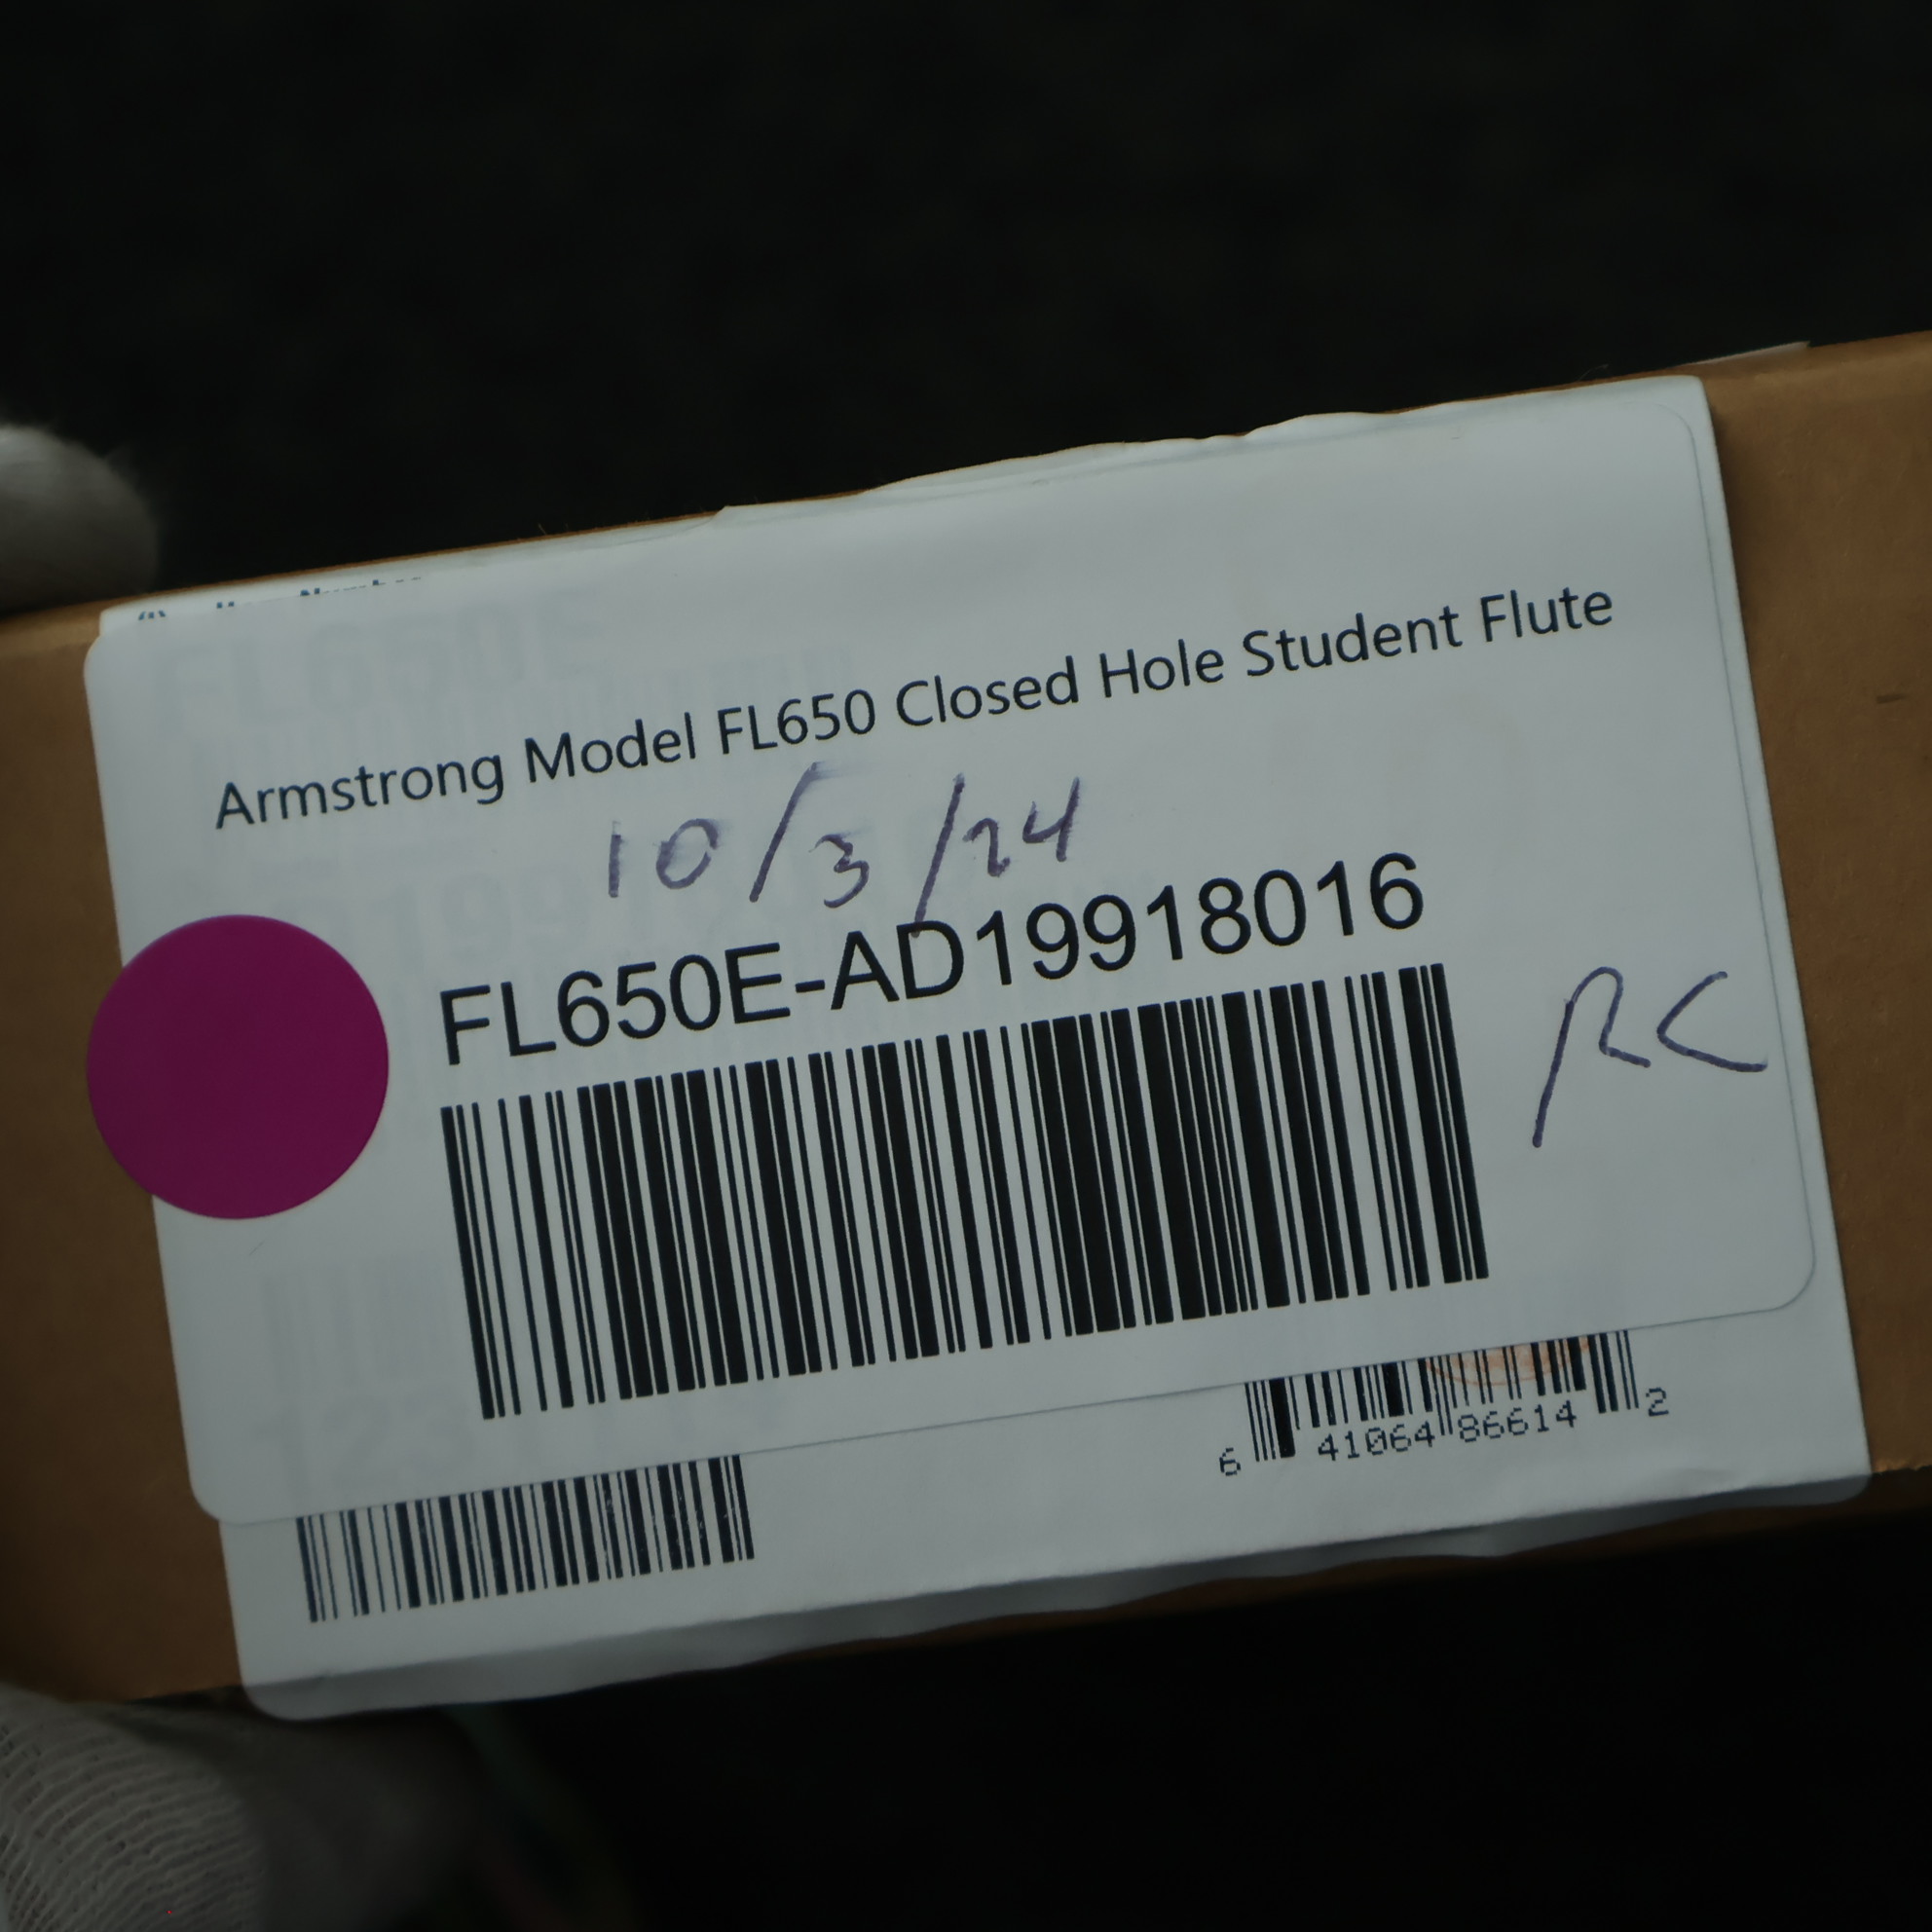 Armstrong Model FL650 Closed Hole Student Flute
10/3/24
FL650E-AD19918016
RC
6 41064 86614 2